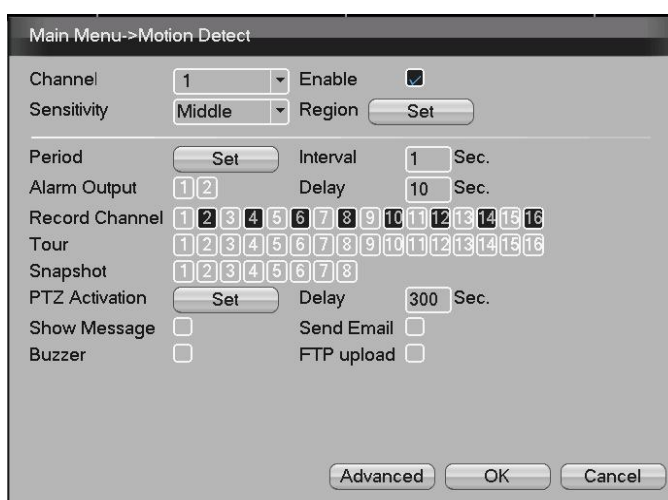 Main Menu->Motion Detect
Channel 1 Enable
Sensitivity Middle Region Set
Period Set Interval 1 Sec.
Alarm Output 1 2 Delay 10 Sec.
Record Channel 1 2 3 4 5 6 7 8 9 10 11 12 13 14 15 16
Tour 1 2 3 4 5 6 7 8 9 10 11 12 13 14 15 16
Snapshot 1 2 3 4 5 6 7 8
PTZ Activation Set Delay 300 Sec.
Show Message Send Email
Buzzer FTP upload
Advanced OK Cancel